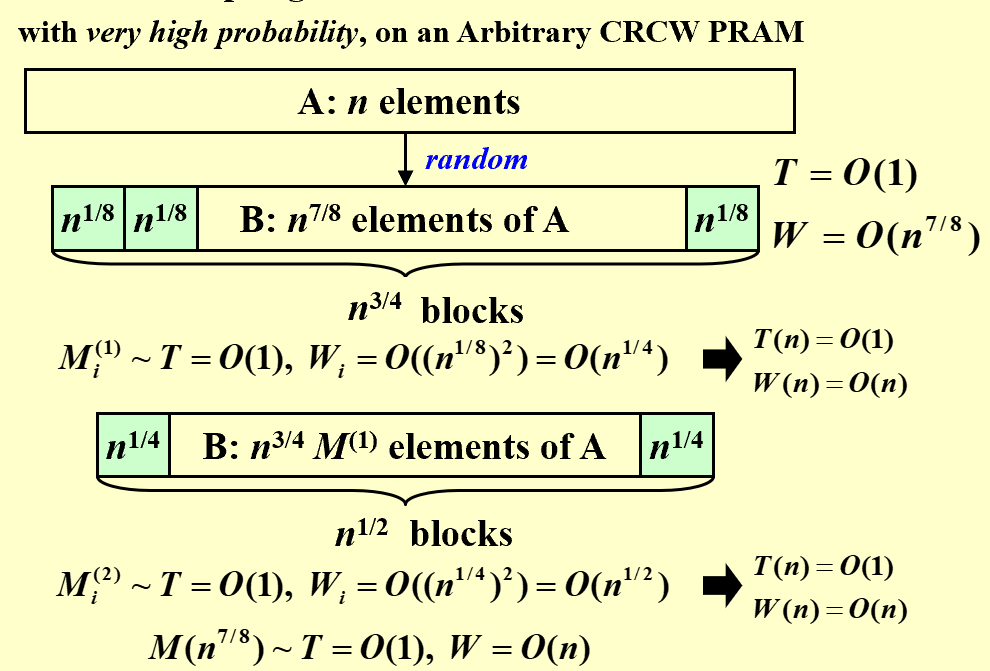 with very high probability, on an Arbitrary CRCW PRAM
A: n elements
random
T = O(1)
n^{1/8} n^{1/8} B: n^{7/8} elements of A n^{1/8}
W = O(n^{7/8})
n^{3/4} blocks
M_i^{(1)} ~ T = O(1), W_i = O((n^{1/8})^2) = O(n^{1/4})
T(n) = O(1)
W(n) = O(n)
n^{1/4} B: n^{3/4} M^{(1)} elements of A n^{1/4}
n^{1/2} blocks
M_i^{(2)} ~ T = O(1), W_i = O((n^{1/4})^2) = O(n^{1/2})
T(n) = O(1)
W(n) = O(n)
M(n^{7/8}) ~ T = O(1), W = O(n)